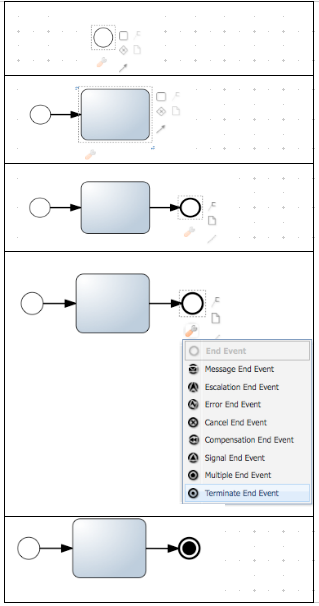 End Event
Message End Event
Escalation End Event
Error End Event
Cancel End Event
Compensation End Event
Signal End Event
Multiple End Event
Terminate End Event